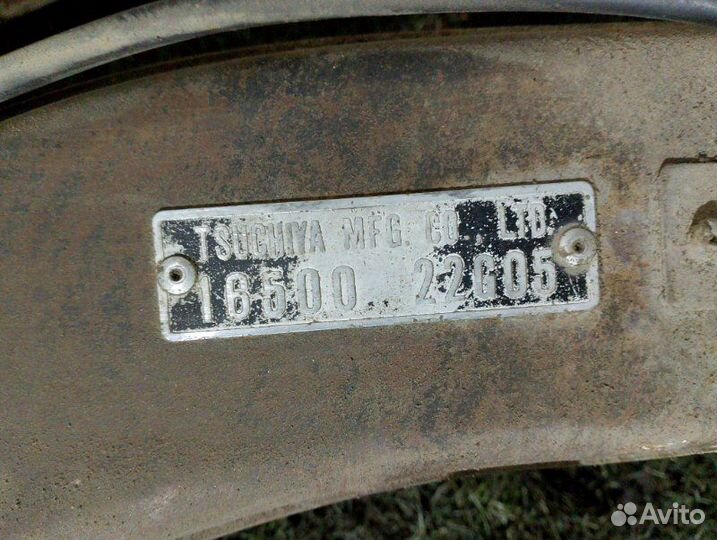 TSUCHIYA MFG. CO., LTD.
16500 22G05
Avito